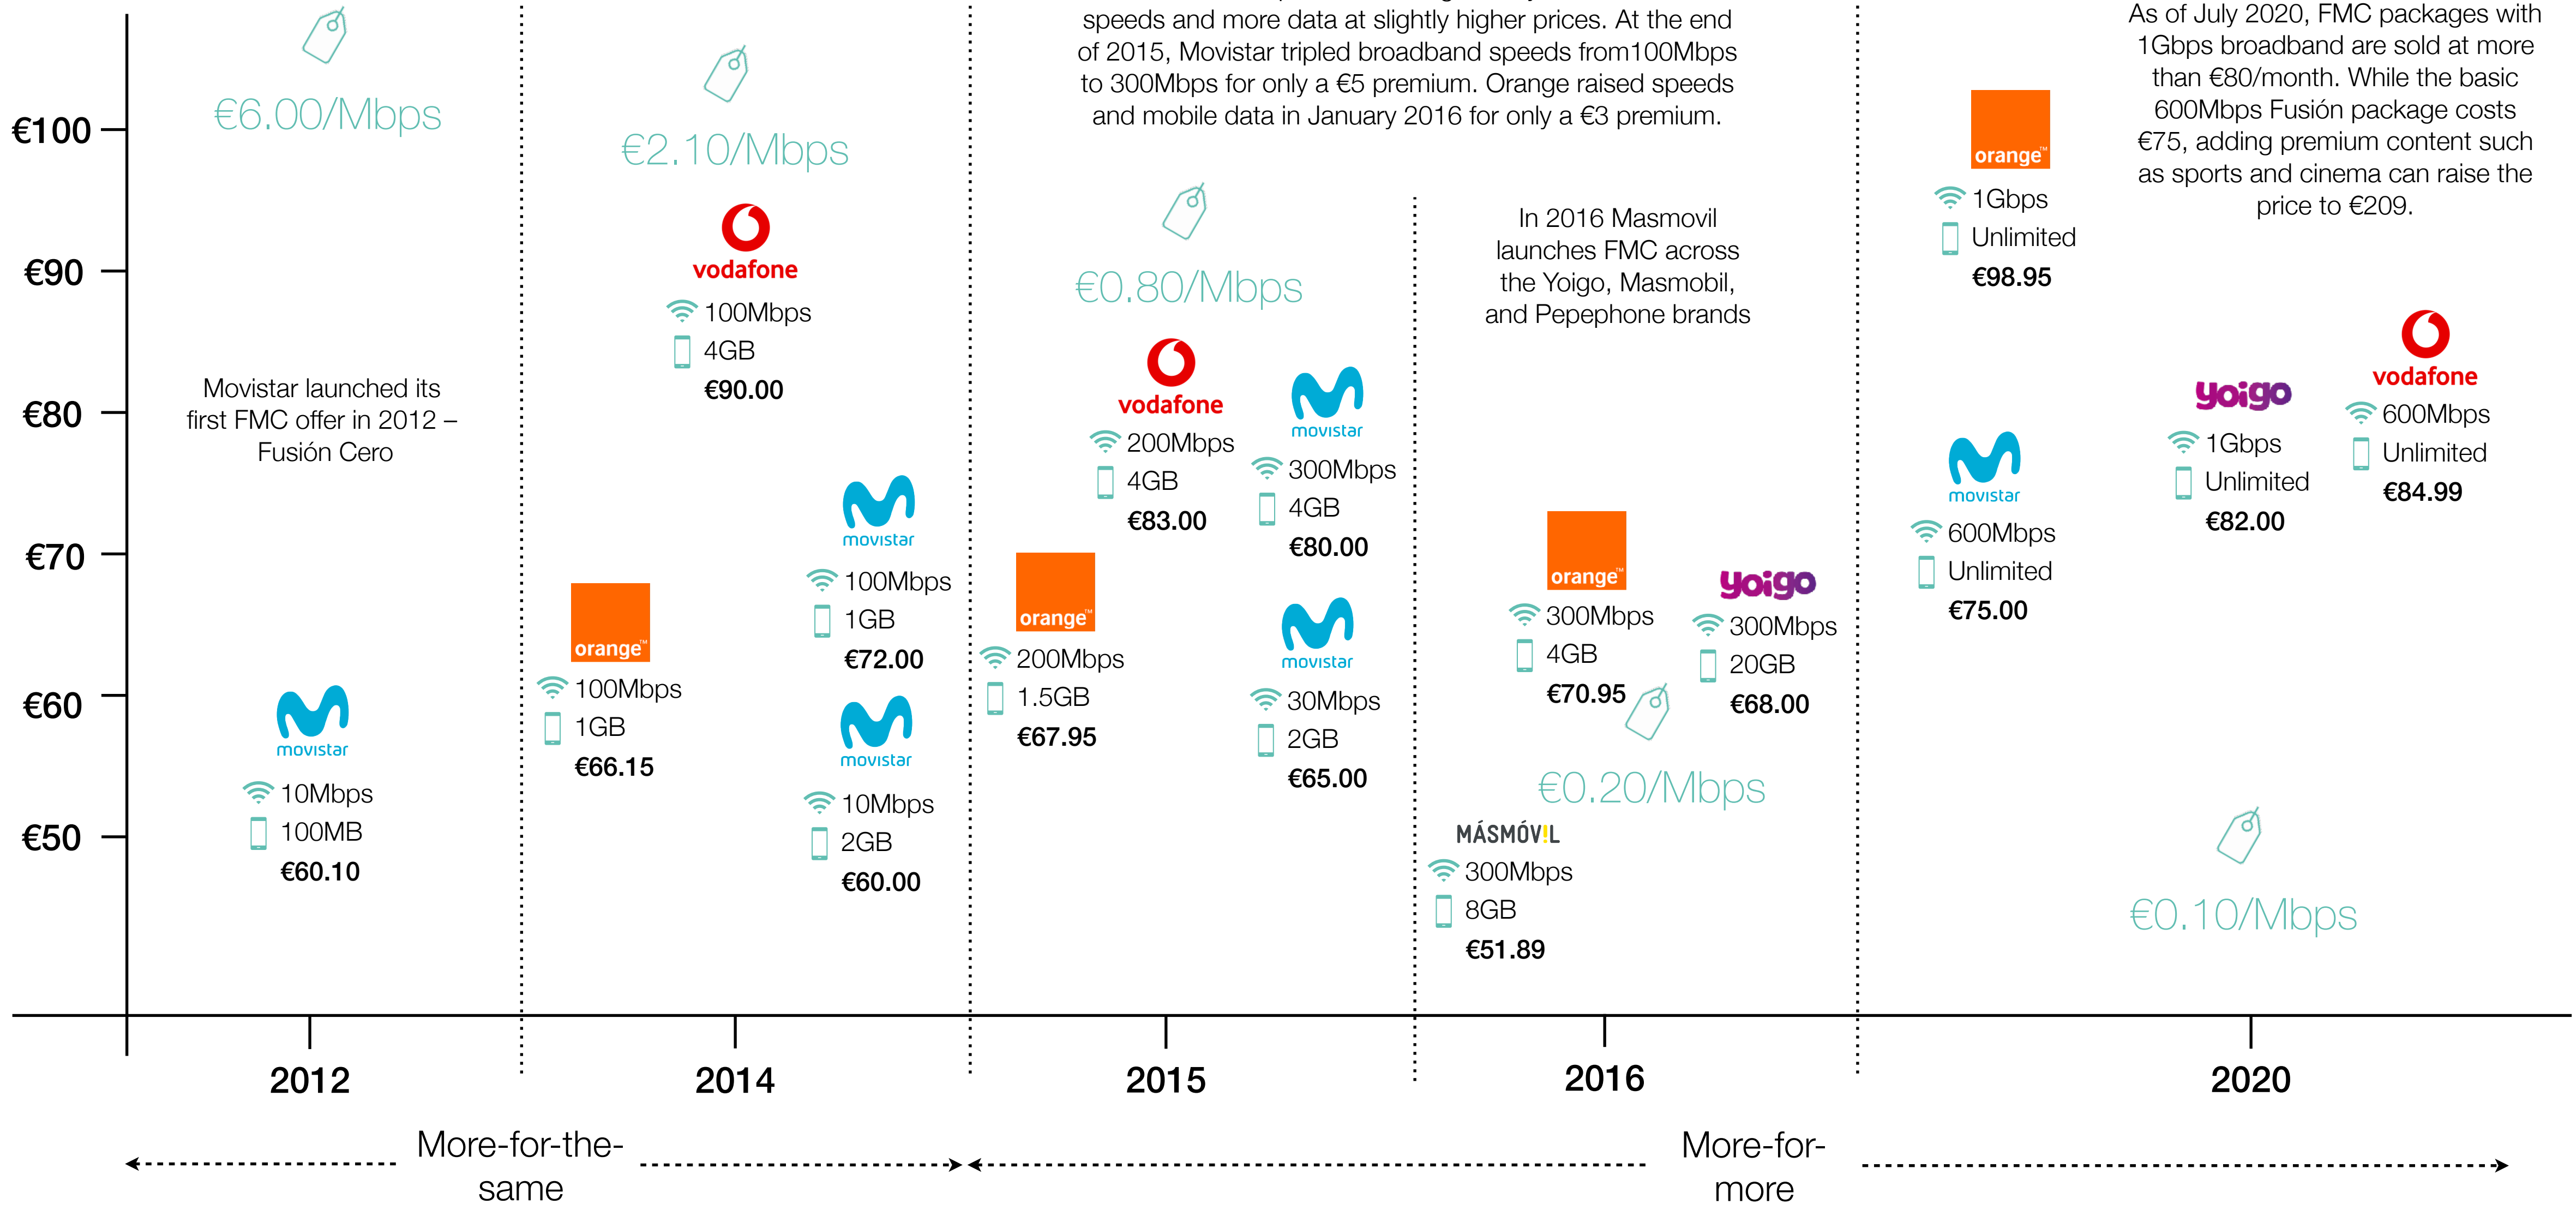 speeds and more data at slightly higher prices. At the end
of 2015, Movistar tripled broadband speeds from100Mbps
to 300Mbps for only a €5 premium. Orange raised speeds
and mobile data in January 2016 for only a €3 premium.
As of July 2020, FMC packages with
1Gbps broadband are sold at more
than €80/month. While the basic
600Mbps Fusión package costs
€75, adding premium content such
as sports and cinema can raise the
price to €209.
€100
€90
€80
€70
€60
€50
€6.00/Mbps
Movistar launched its
first FMC offer in 2012 –
Fusión Cero
movistar
10Mbps
100MB
€60.10
€2.10/Mbps
vodafone
100Mbps
4GB
€90.00
orange™
100Mbps
1GB
€66.15
movistar
100Mbps
1GB
€72.00
movistar
10Mbps
2GB
€60.00
€0.80/Mbps
vodafone
200Mbps
4GB
€83.00
movistar
300Mbps
4GB
€80.00
orange™
200Mbps
1.5GB
€67.95
movistar
30Mbps
2GB
€65.00
In 2016 Masmovil
launches FMC across
the Yoigo, Masmobil,
and Pepephone brands
orange™
300Mbps
4GB
€70.95
yoigo
300Mbps
20GB
€68.00
€0.20/Mbps
MÁSMÓV!L
300Mbps
8GB
€51.89
orange™
1Gbps
Unlimited
€98.95
movistar
600Mbps
Unlimited
€75.00
yoigo
1Gbps
Unlimited
€82.00
vodafone
600Mbps
Unlimited
€84.99
€0.10/Mbps
2012
2014
2015
2016
2020
More-for-the-
same
More-for-
more